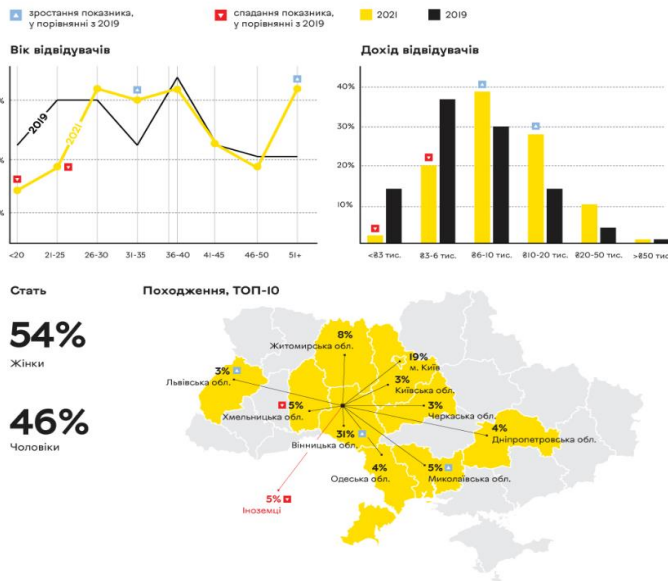 зростання показника,
у порівнянні з 2019
спадання показника,
у порівнянні з 2019
2021
2019
Вік відвідувачів
2019
2021
<20
21-25
26-30
31-35
36-40
41-45
46-50
51+
Дохід відвідувачів
40%
30%
20%
10%
<₴3 тис.
₴3-6 тис.
₴6-10 тис.
₴10-20 тис.
₴20-50 тис.
>₴50 тис.
Стать
54%
Жінки
46%
Чоловіки
Походження, ТОП-10
8%
Житомирська обл.
19%
м. Київ
3%
Київська обл.
3%
Львівська обл.
5%
Хмельницька обл.
3%
Черкаська обл.
31%
Вінницька обл.
4%
Дніпропетровська обл.
4%
Одеська обл.
5%
Миколаївська обл.
5%
Іноземці